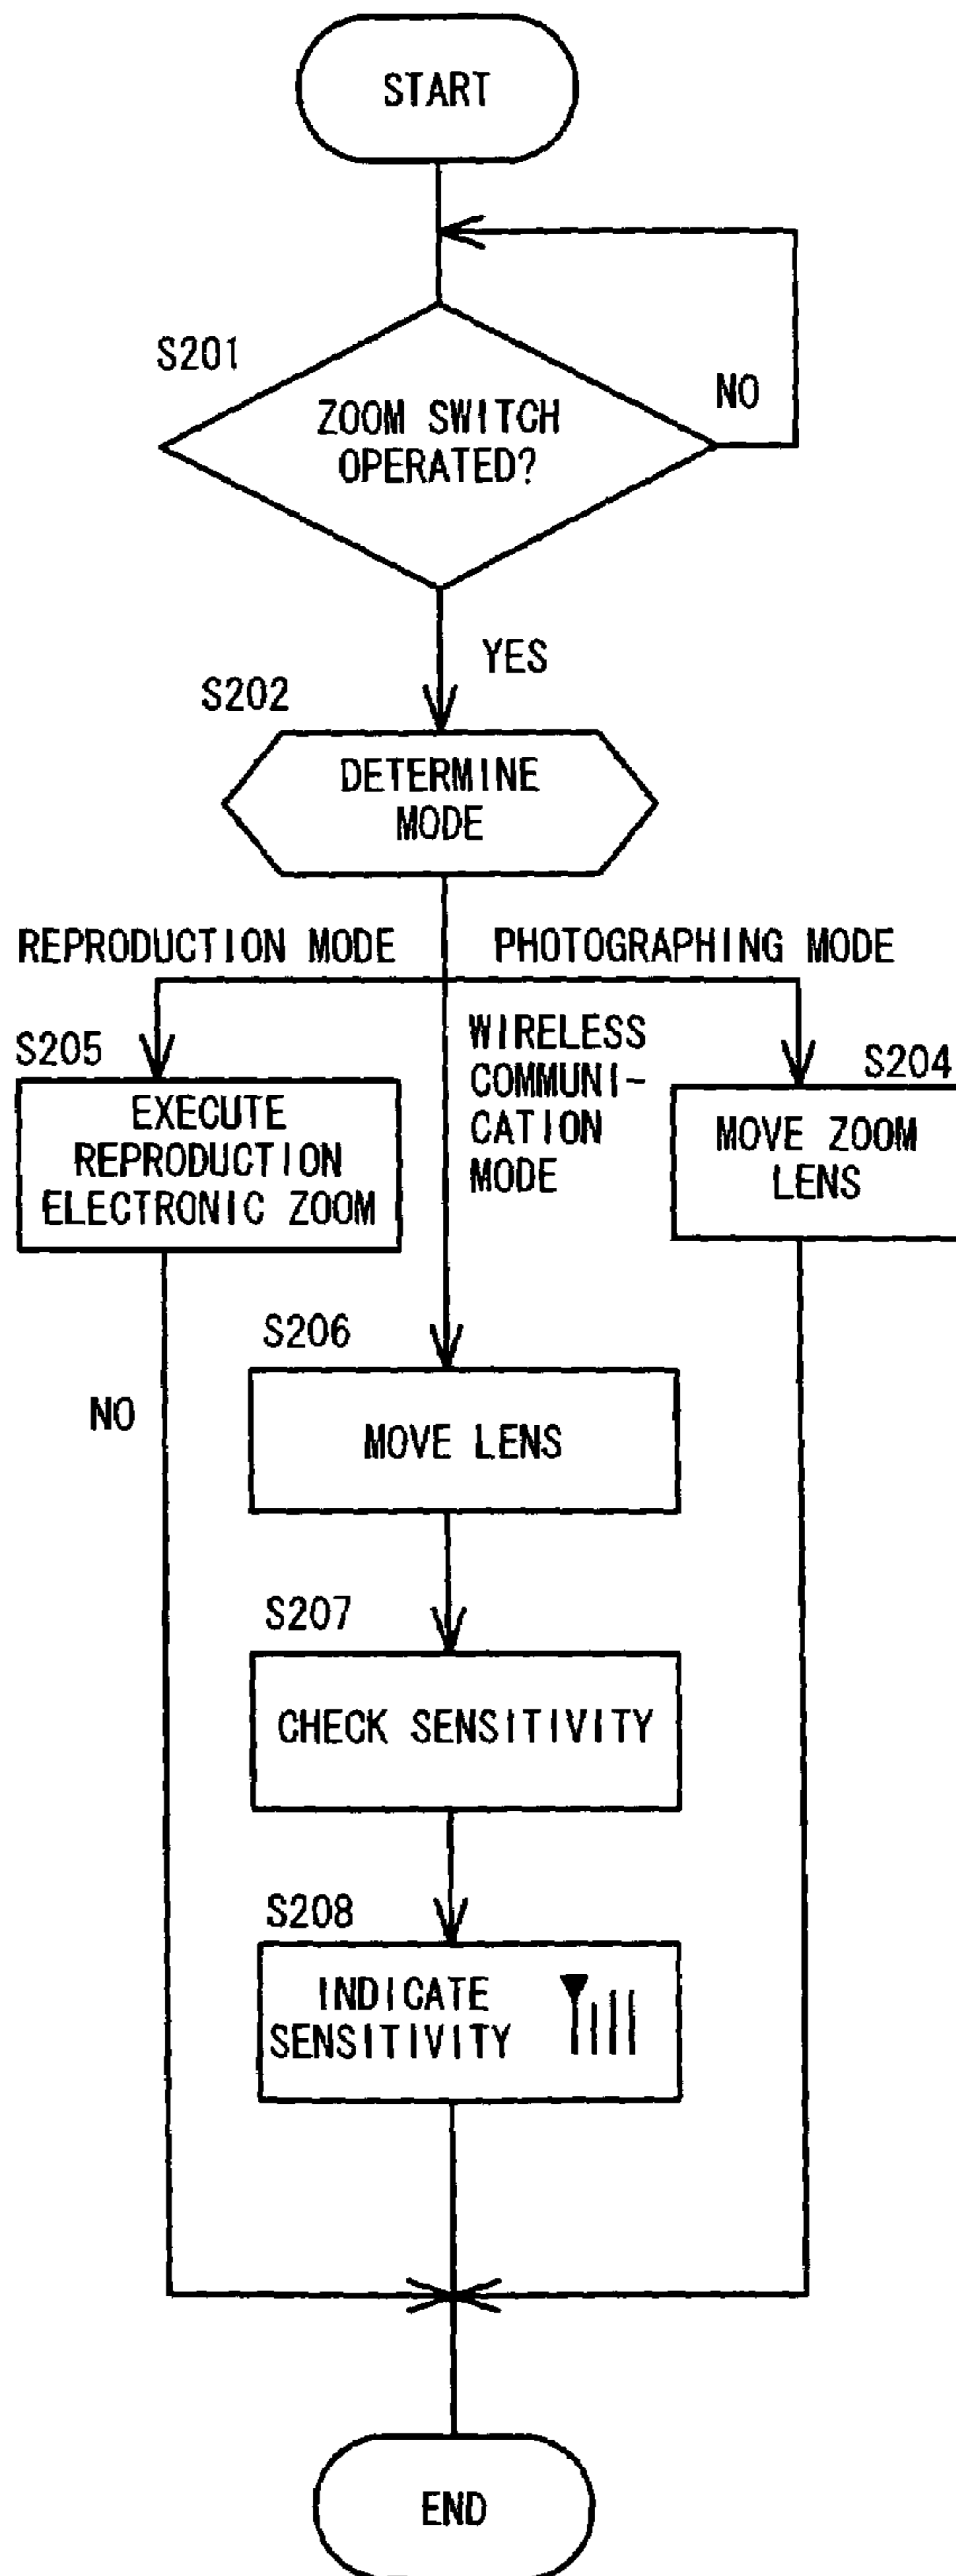 START
S201
ZOOM SWITCH
OPERATED?
NO
YES
S202
DETERMINE
MODE
REPRODUCTION MODE
PHOTOGRAPHING MODE
WIRELESS
COMMUNI-
CATION
MODE
S205
EXECUTE
REPRODUCTION
ELECTRONIC ZOOM
S204
MOVE ZOOM
LENS
NO
S206
MOVE LENS
S207
CHECK SENSITIVITY
S208
INDICATE
SENSITIVITY
END